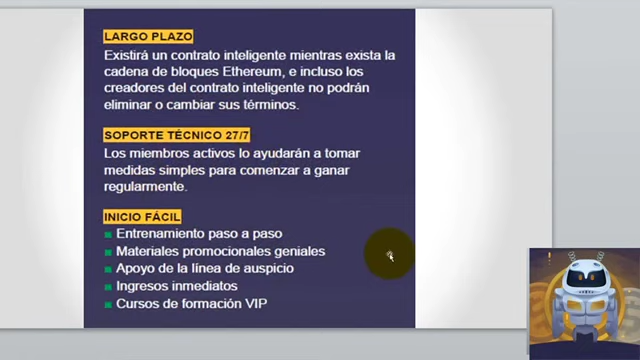 LARGO PLAZO
Existirá un contrato inteligente mientras exista la
cadena de bloques Ethereum, e incluso los
creadores del contrato inteligente no podrán
eliminar o cambiar sus términos.
SOPORTE TÉCNICO 27/7
Los miembros activos lo ayudarán a tomar
medidas simples para comenzar a ganar
regularmente.
INICIO FÁCIL
Entrenamiento paso a paso
Materiales promocionales geniales
Apoyo de la línea de auspicio
Ingresos inmediatos
Cursos de formación VIP